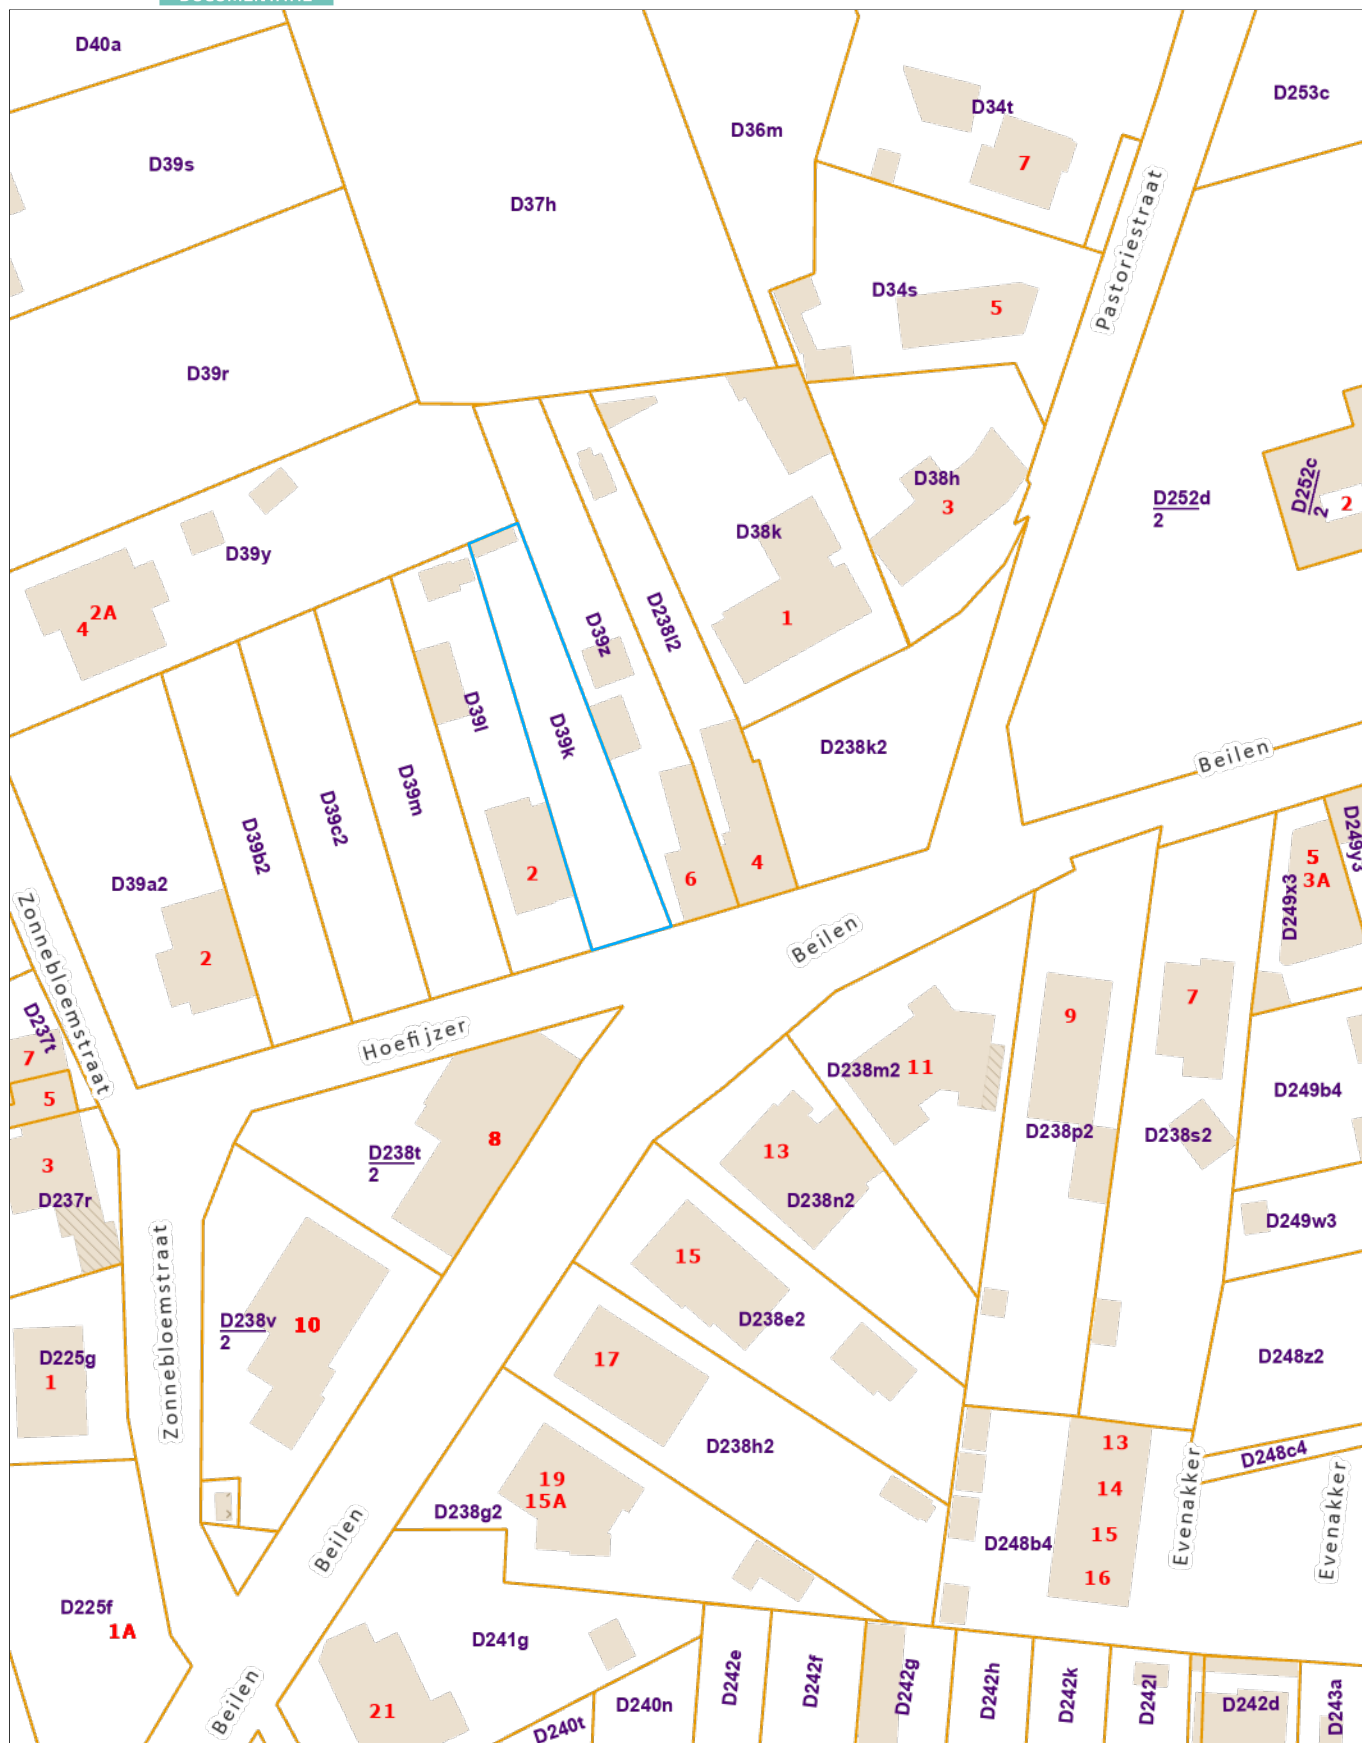 D40a
D253c
D34t
D36m
D39s
7
D37h
Pastoriestraat
D34s
5
D39r
D38h
3
D252d
2
D252c
2
2
D38k
D39y
2A
4
1
D39z
D238l2
D39l
D39k
D238k2
Beilen
D39m
D39c2
D39b2
D39a2
2
6
4
D249y3
5
3A
D249x3
Zonnebloemstraat
2
Beilen
7
9
D237t
7
5
Hoefijzer
D238m2
11
D249b4
D238p2
D238s2
8
D238t
2
13
D238n2
3
D237r
D249w3
15
D238e2
Zonnebloemstraat
D238v
2
10
D225g
1
17
D248z2
D238h2
13
D248c4
19
15A
14
D238g2
Beilen
15
D248b4
16
Evenakker
Evenakker
D225f
1A
D241g
Beilen
21
D240t
D240n
D242e
D242f
D242g
D242h
D242k
D242l
D242d
D243a